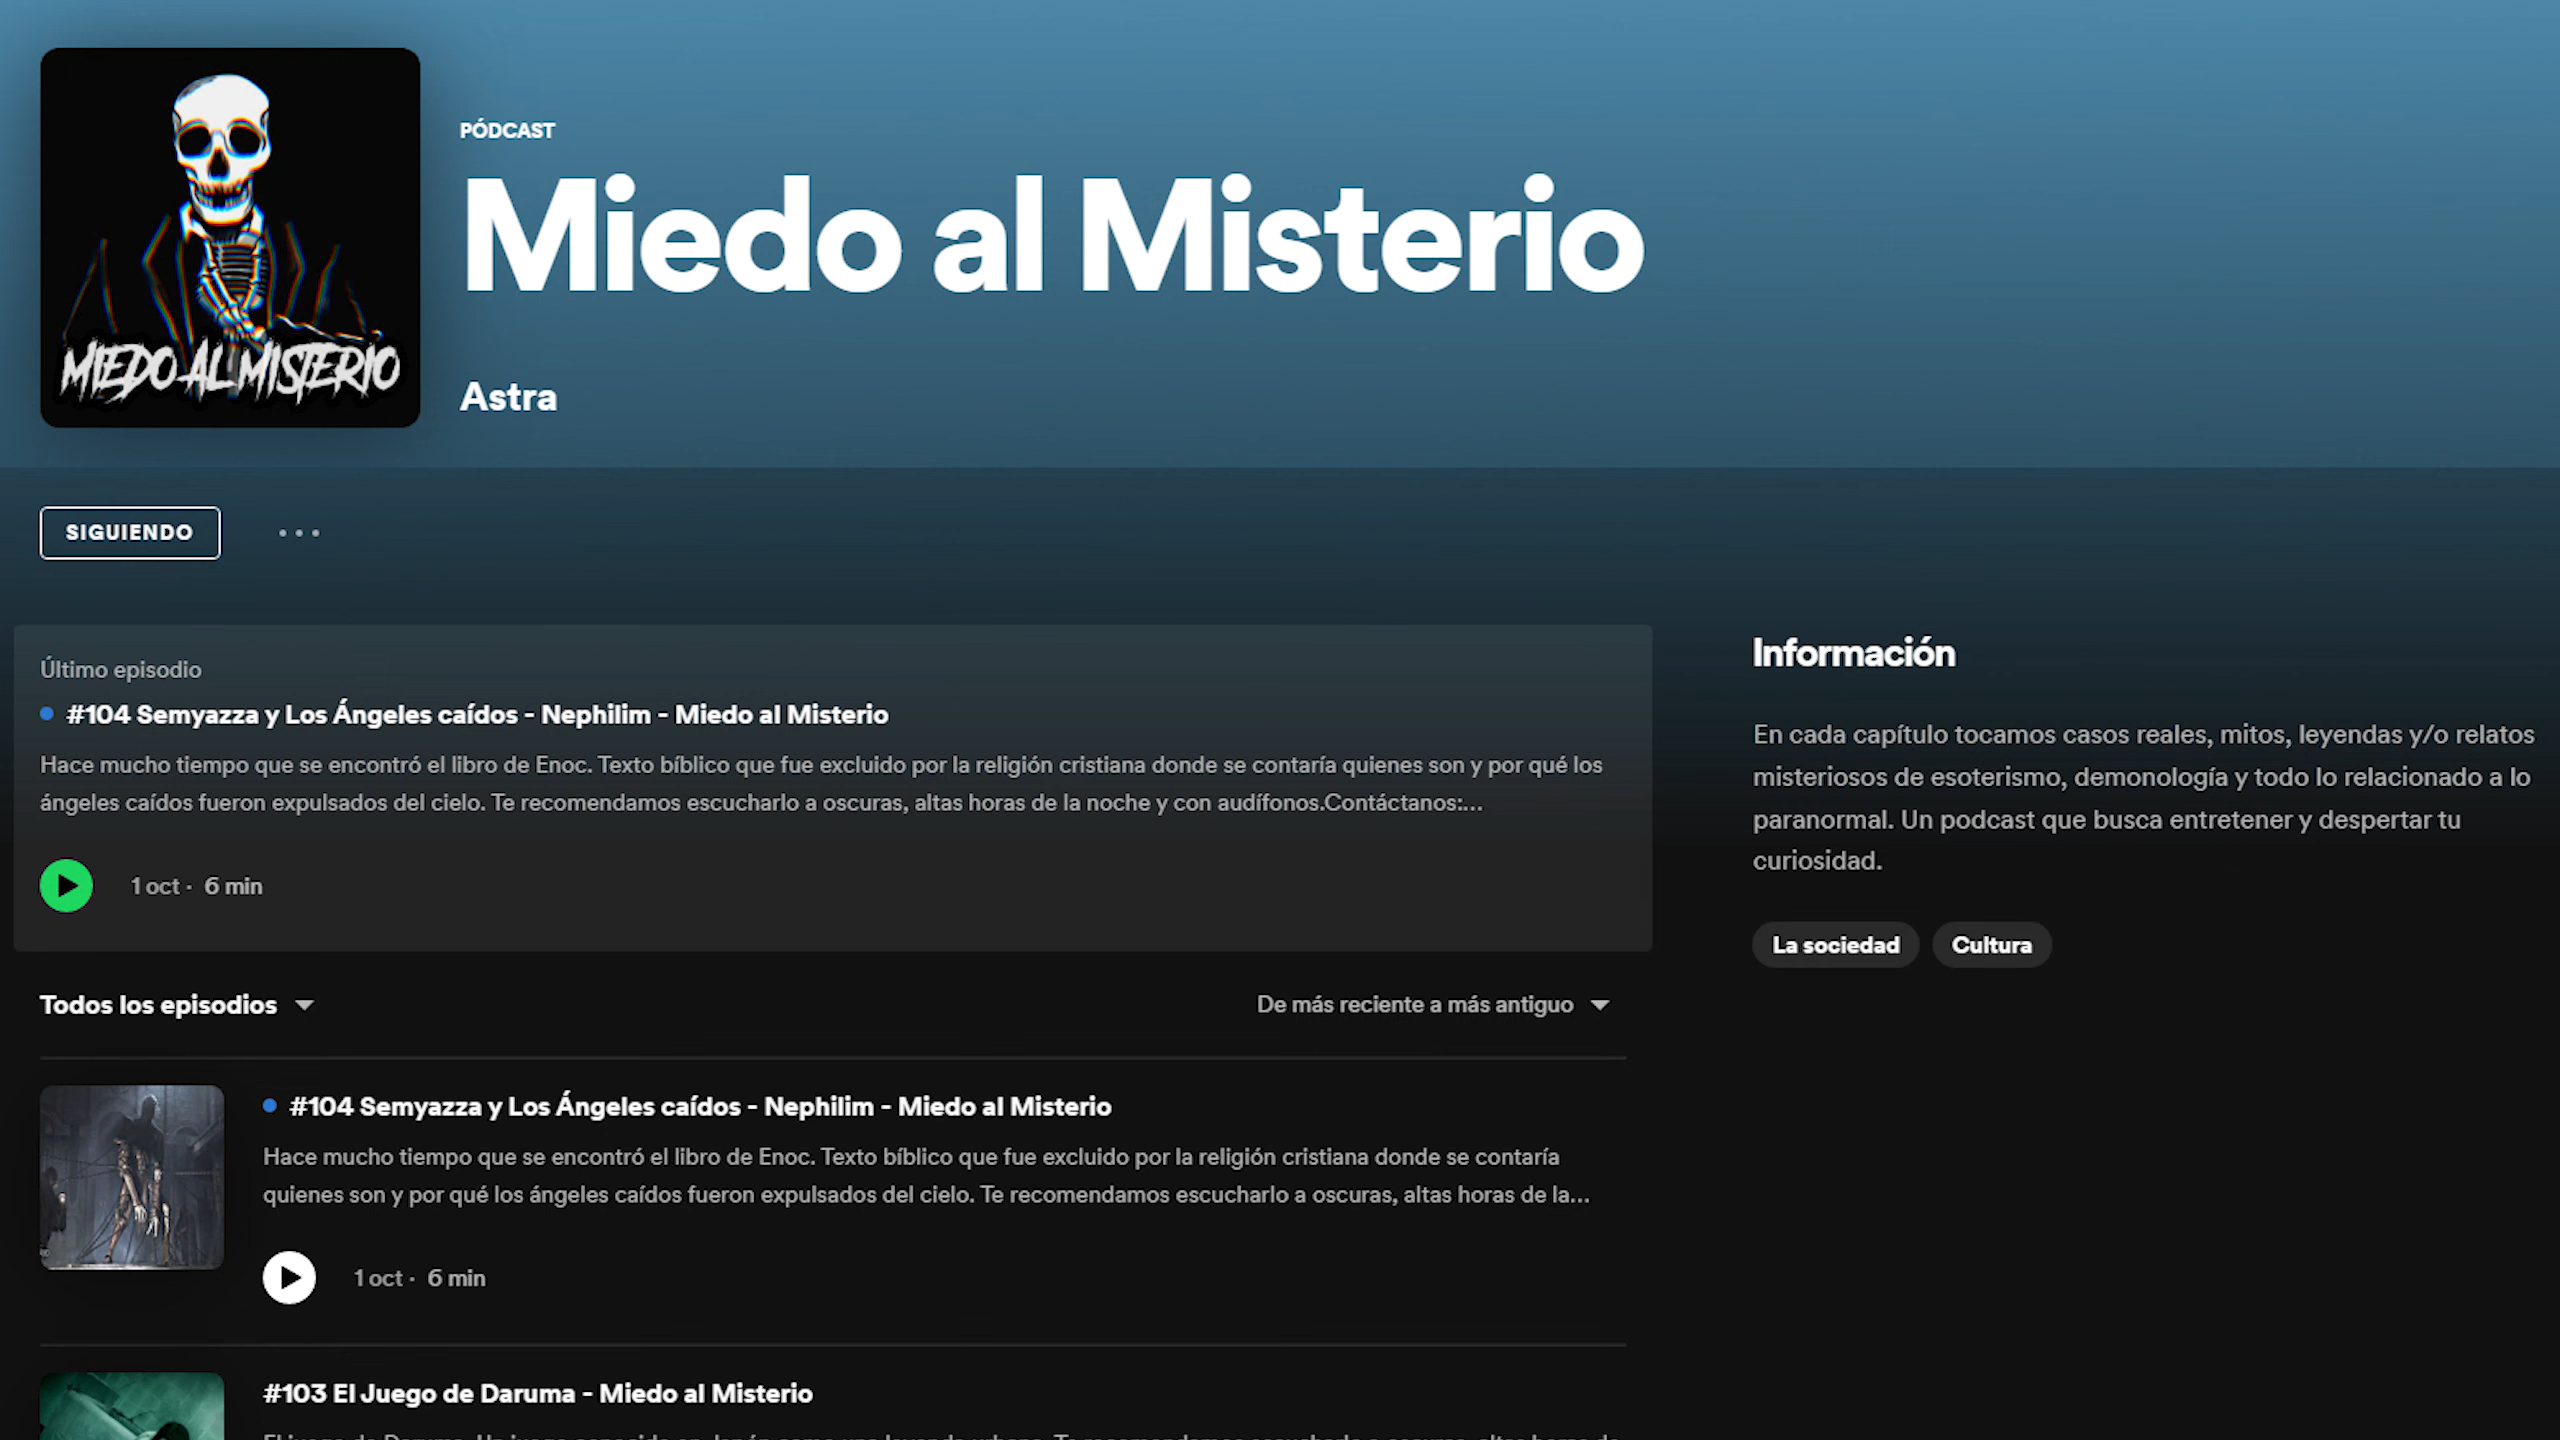 MIEDO AL MISTERIO
PÓDCAST
Miedo al Misterio
Astra
SIGUIENDO
Último episodio
#104 Semyazza y Los Ángeles caídos - Nephilim - Miedo al Misterio
Hace mucho tiempo que se encontró el libro de Enoc. Texto bíblico que fue excluido por la religión cristiana donde se contaría quienes son y por qué los
ángeles caídos fueron expulsados del cielo. Te recomendamos escucharlo a oscuras, altas horas de la noche y con audífonos.Contáctanos:...
1 oct · 6 min
Información
En cada capítulo tocamos casos reales, mitos, leyendas y/o relatos
misteriosos de esoterismo, demonología y todo lo relacionado a lo
paranormal. Un podcast que busca entretener y despertar tu
curiosidad.
La sociedad
Cultura
Todos los episodios
De más reciente a más antiguo
#104 Semyazza y Los Ángeles caídos - Nephilim - Miedo al Misterio
Hace mucho tiempo que se encontró el libro de Enoc. Texto bíblico que fue excluido por la religión cristiana donde se contaría
quienes son y por qué los ángeles caídos fueron expulsados del cielo. Te recomendamos escucharlo a oscuras, altas horas de la...
1 oct · 6 min
#103 El Juego de Daruma - Miedo al Misterio